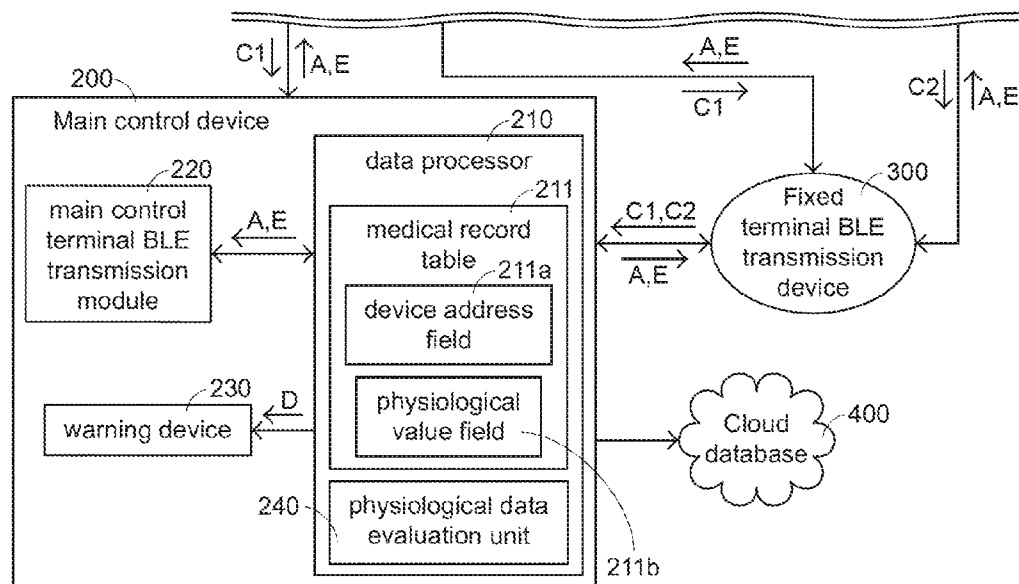 C1
A,E
A,E
C1
C2
A,E
200
Main control device
210
data processor
220
main control
terminal BLE
transmission
module
A,E
211
medical record
table
211a
device address
field
C1,C2
A,E
300
Fixed
terminal BLE
transmission
device
230
D
warning device
physiological
value field
400
Cloud
database
240
physiological data
evaluation unit
211b